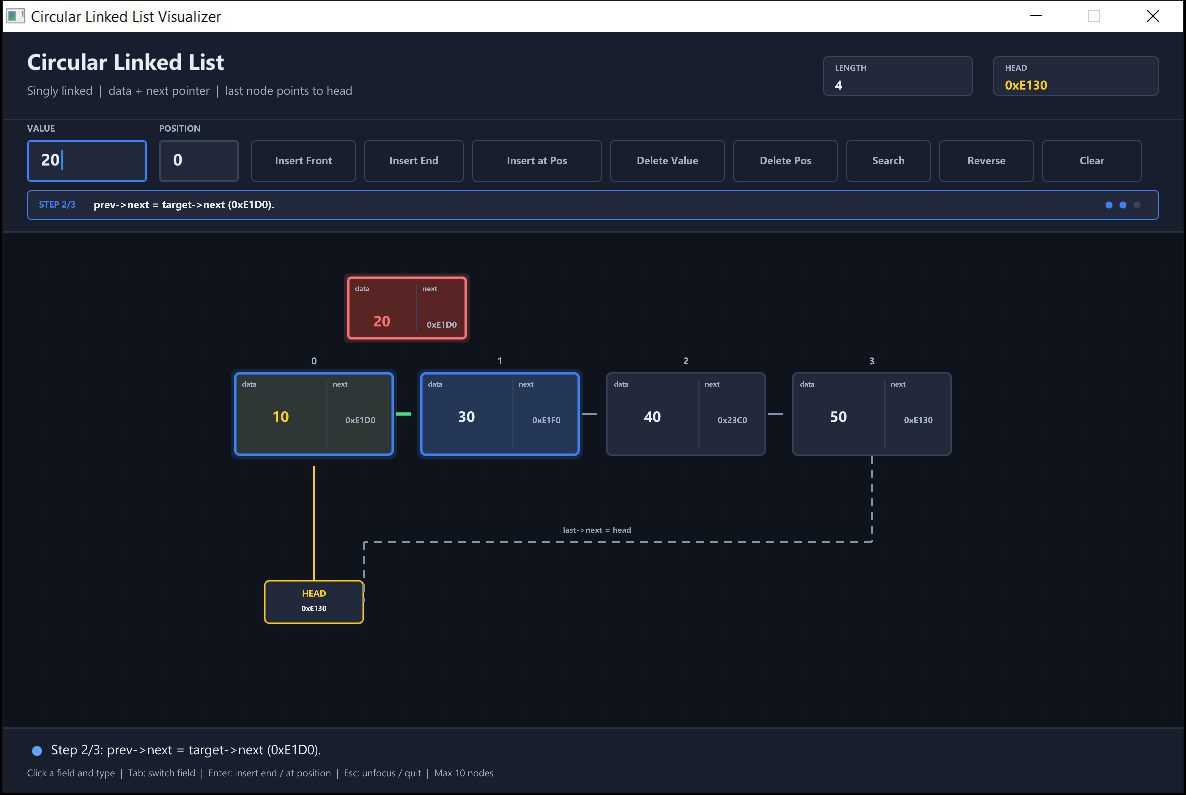 Circular Linked List Visualizer
Circular Linked List
Singly linked | data + next pointer | last node points to head
LENGTH
4
HEAD
0xE130
VALUE
POSITION
20
0
Insert Front
Insert End
Insert at Pos
Delete Value
Delete Pos
Search
Reverse
Clear
STEP 2/3 prev->next = target->next (0xE1D0).
data next
20 0xE1D0
0 1 2 3
data next data next data next data next
10 0xE1D0 30 0xE1F0 40 0x23C0 50 0xE130
last->next = head
HEAD
0xE130
Step 2/3: prev->next = target->next (0xE1D0).
Click a field and type | Tab: switch field | Enter: insert end / at position | Esc: unfocus / quit | Max 10 nodes